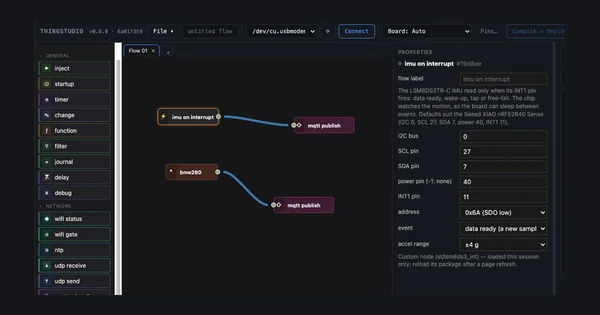 THINGSTUDIO v0.8.0 · 6a017359 File ▾ untitled flow /dev/cu.usbmoder Connect Board: Auto Pins… Compile — Deploy
Flow 01 × +
GENERAL
inject
startup
timer
change
function
filter
journal
delay
debug
NETWORK
wifi status
wifi gate
ntp
udp receive
udp send
imu on interrupt
mqtt publish
bme280
mqtt publish
PROPERTIES
imu on interrupt #19d8ee
flow label imu on interrupt
The LSM6DS3TR-C IMU read only when its INT1 pin
fires: data ready, wake-up, tap or free-fall. The chip
watches the motion, so the board can sleep between
events. Defaults suit the Seeed XIAO nRF52840 Sense
(I2C 0, SCL 27, SDA 7, power 40, INT1 11).
I2C bus 0
SCL pin 27
SDA pin 7
power pin (-1: none) 40
INT1 pin 11
address 0x6A (SDO low)
event data ready (a new sampl
accel range ±4 g
Custom node (st/lsm6ds3_int) — loaded this session
only; reload its package after a page refresh.